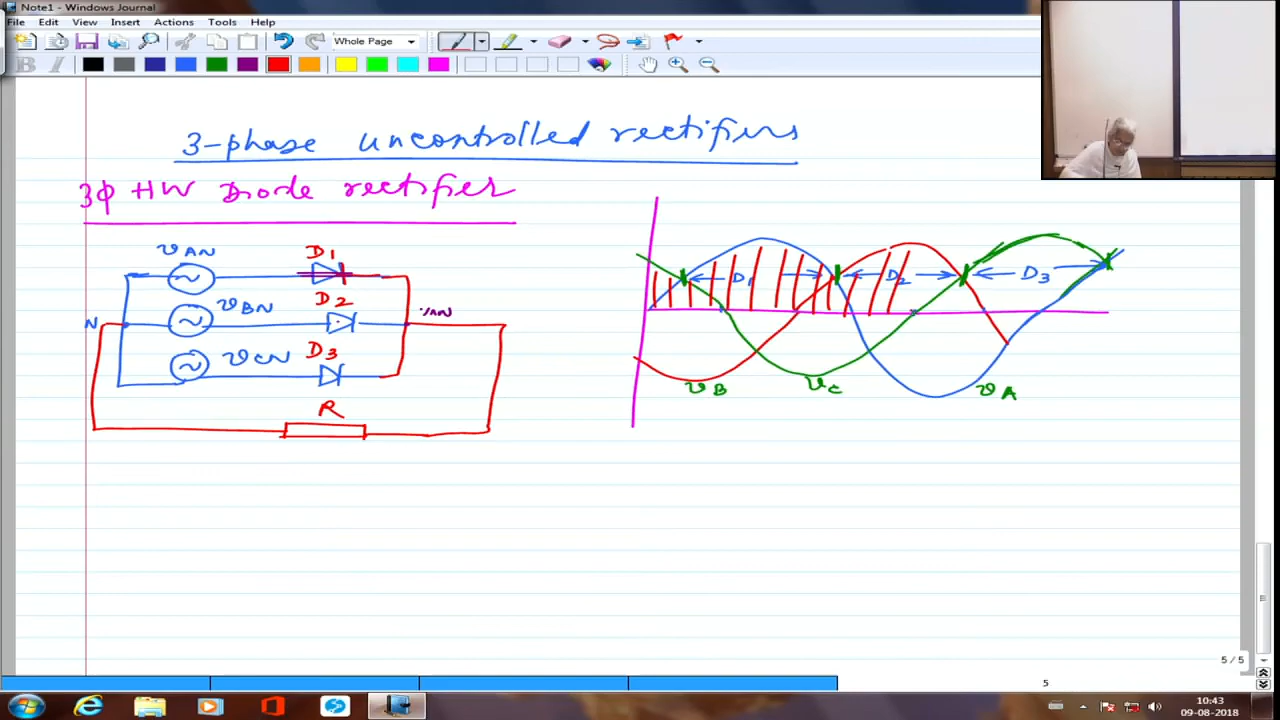 Note1 - Windows Journal
File Edit View Insert Actions Tools Help
Whole Page
B I
3-phase uncontrolled rectifiers
3φ HW Diode rectifier
vAN D1
vBN D2
vAN
N
vCN D3
R
D1 D2 D3
vB vC vA
5 / 5
5
10:43
09-08-2018